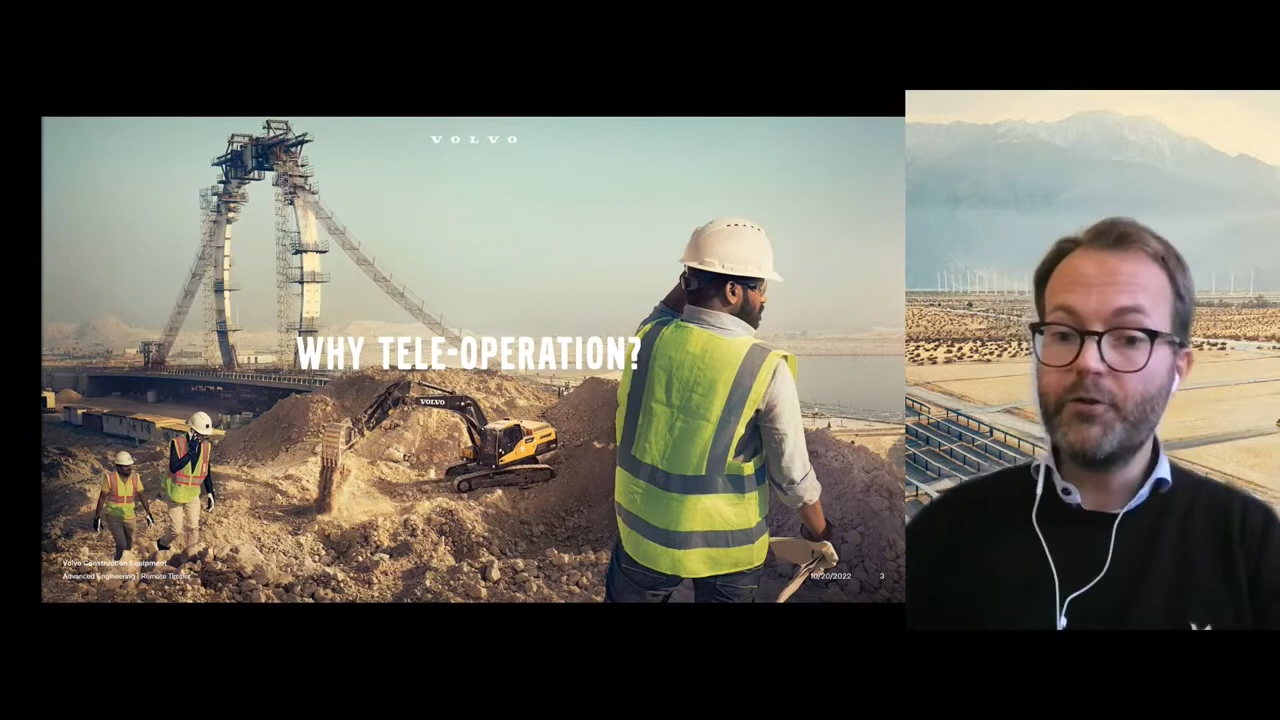 VOLVO
WHY TELE-OPERATION?
VOLVO
Volvo Construction Equipment
Advanced Engineering | Remote Timber
10/20/2022
3